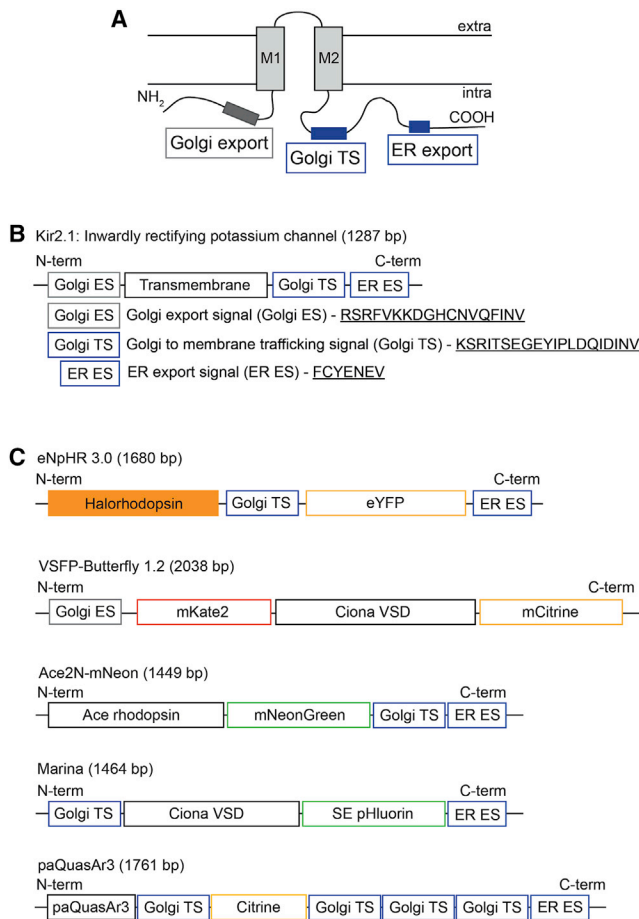 A
extra
M1 M2
intra
NH2
COOH
Golgi export
Golgi TS
ER export
B
Kir2.1: Inwardly rectifying potassium channel (1287 bp)
N-term C-term
Golgi ES Transmembrane Golgi TS ER ES
Golgi ES Golgi export signal (Golgi ES) - RSRFVKKDGHCNVQFINV
Golgi TS Golgi to membrane trafficking signal (Golgi TS) - KSRITSEGEYIPLDQIDINV
ER ES ER export signal (ER ES) - FCYENEV
C
eNpHR 3.0 (1680 bp)
N-term C-term
Halorhodopsin Golgi TS eYFP ER ES
VSFP-Butterfly 1.2 (2038 bp)
N-term C-term
Golgi ES mKate2 Ciona VSD mCitrine
Ace2N-mNeon (1449 bp)
N-term C-term
Ace rhodopsin mNeonGreen Golgi TS ER ES
Marina (1464 bp)
N-term C-term
Golgi TS Ciona VSD SE pHluorin ER ES
paQuasAr3 (1761 bp)
N-term C-term
paQuasAr3 Golgi TS Citrine Golgi TS Golgi TS Golgi TS ER ES